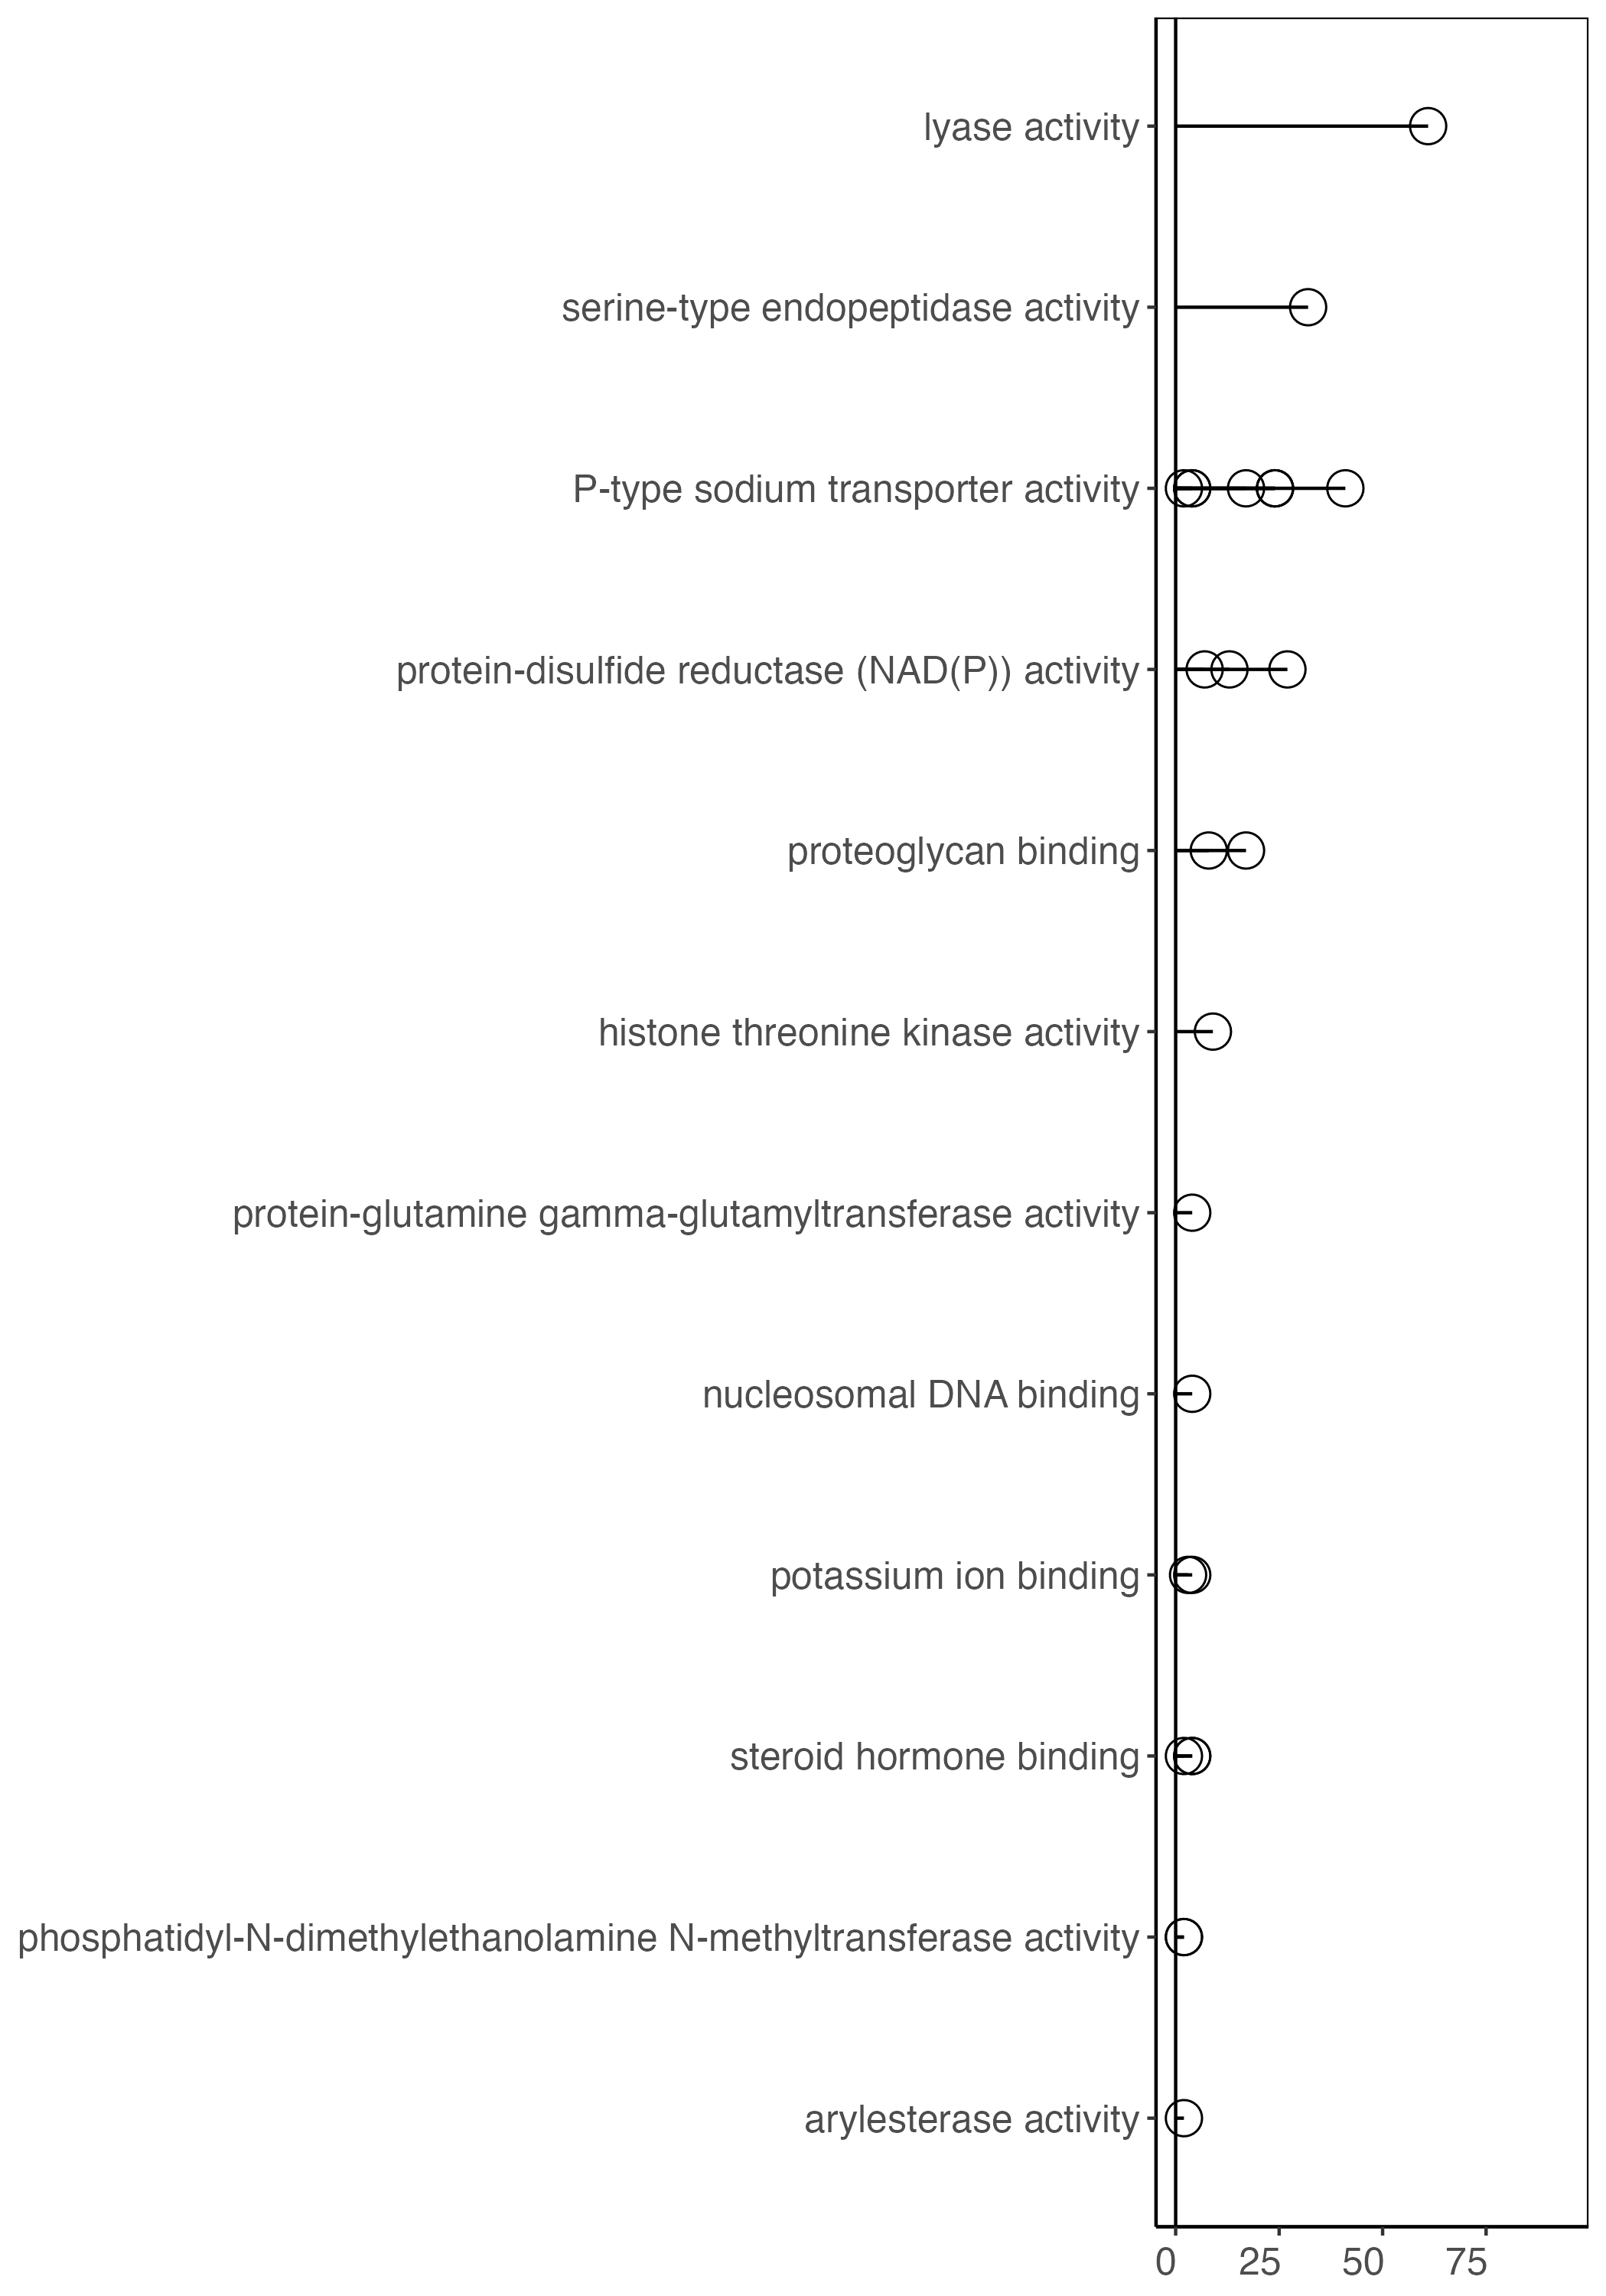 lyase activity
serine-type endopeptidase activity
P-type sodium transporter activity
protein-disulfide reductase (NAD(P)) activity
proteoglycan binding
histone threonine kinase activity
protein-glutamine gamma-glutamyltransferase activity
nucleosomal DNA binding
potassium ion binding
steroid hormone binding
phosphatidyl-N-dimethylethanolamine N-methyltransferase activity
arylesterase activity
0 25 50 75